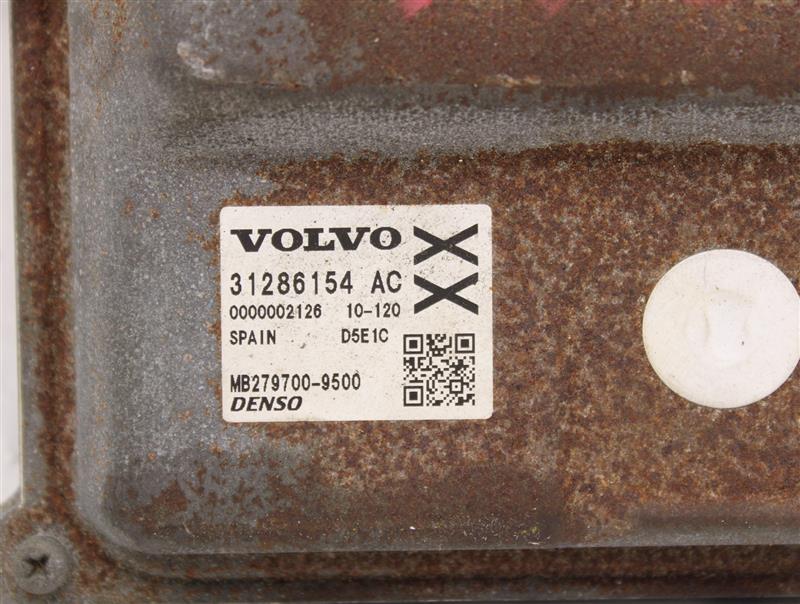 VOLVO X
31286154 AC X
0000002126 10-120
SPAIN D5E1C
MB279700-9500
DENSO